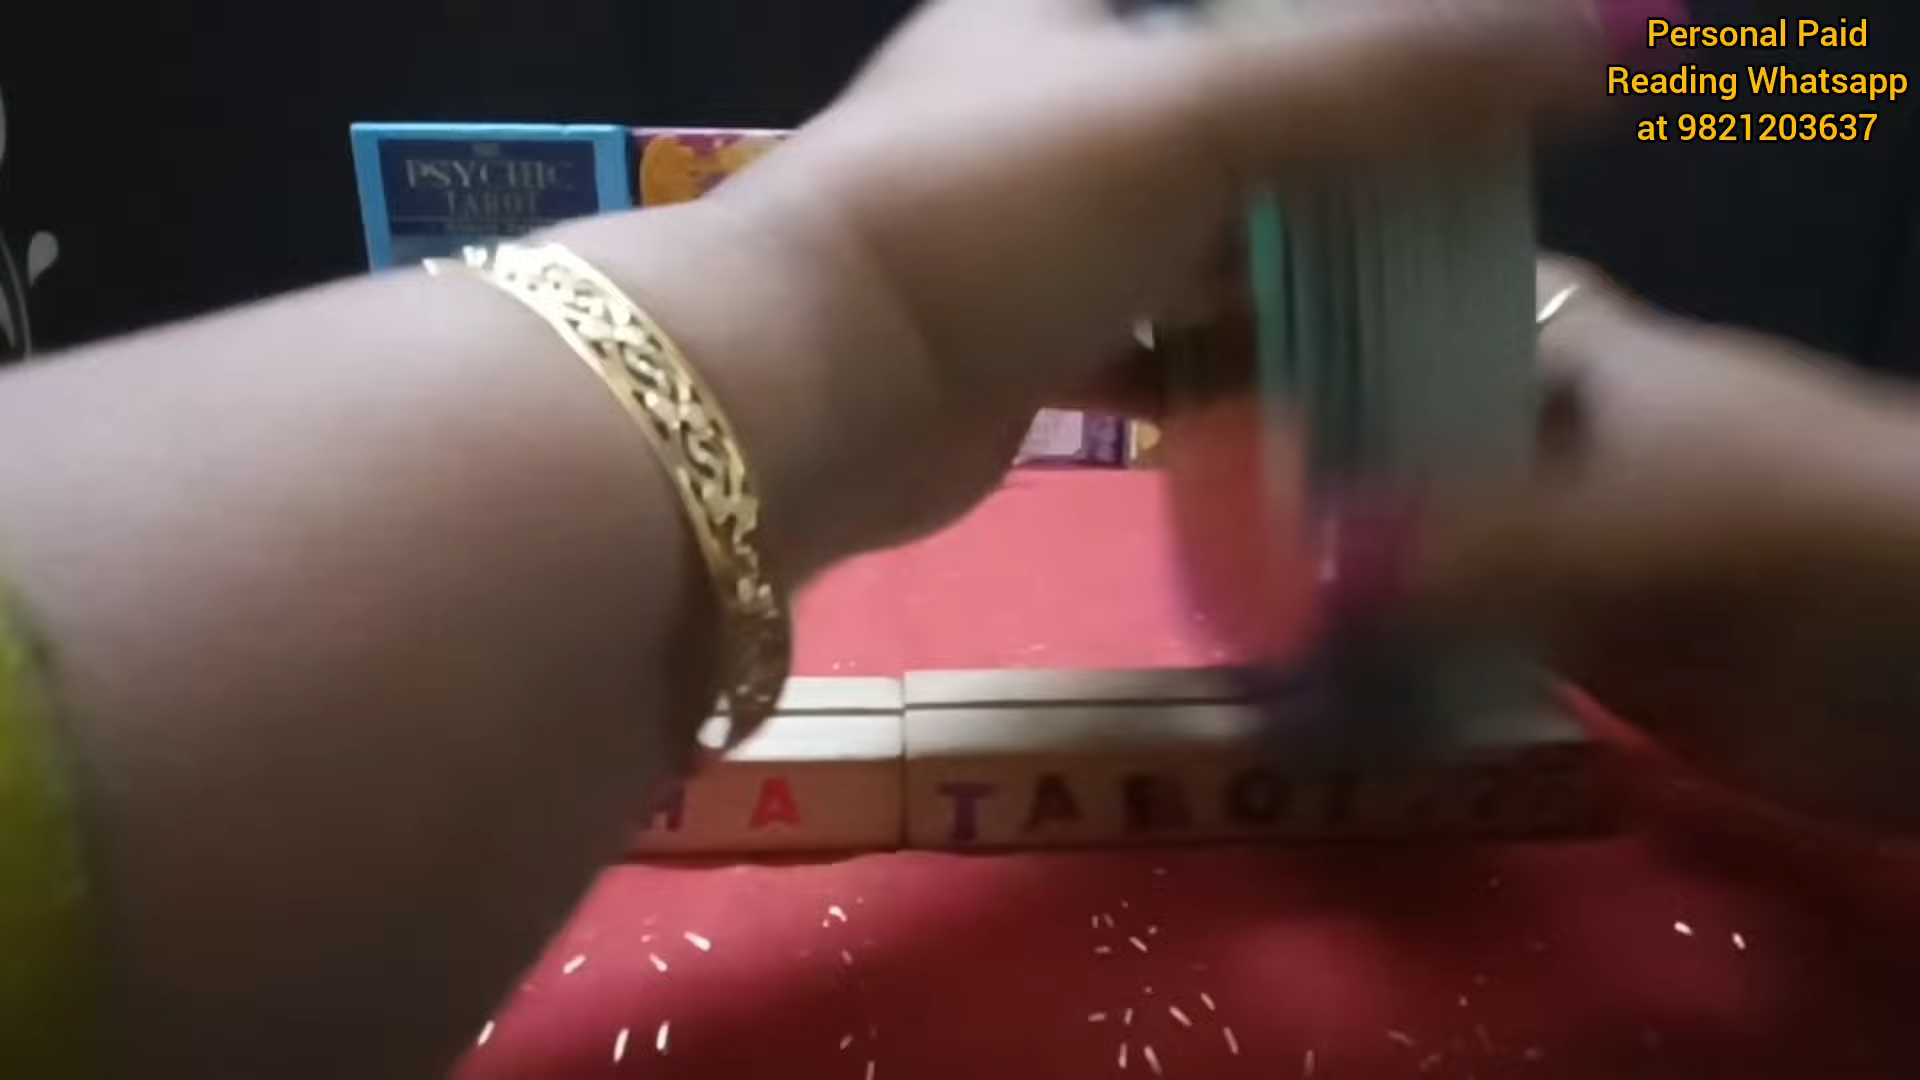 Personal Paid
Reading Whatsapp
at 9821203637
PSYCHIC
TAROT
H A TAROT